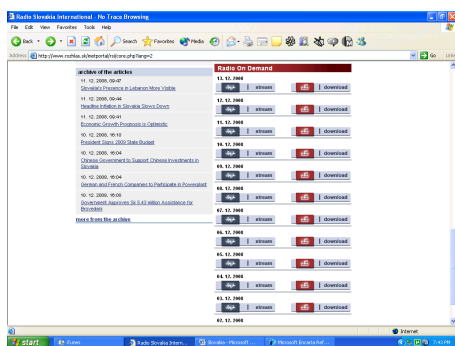 Radio Slovakia International - No Trace Browsing
File Edit View Favorites Tools Help
Back Search Favorites Media
Address http://www.rozhlas.sk/inetportal/rsi/core.php?lang=2 Go Links
archive of the articles
11. 12. 2008, 09:47
Slovakia's Presence in Lebanon More Visible
11. 12. 2008, 09:44
Headline Inflation in Slovakia Slows Down
11. 12. 2008, 09:41
Economic Growth Prognosis is Optimistic
10. 12. 2008, 16:10
President Signs 2009 State Budget
10. 12. 2008, 16:04
Chinese Government to Support Chinese Investments in
Slovakia
10. 12. 2008, 16:04
German and French Companies to Participate in Powerplant
10. 12. 2008, 16:00
Government Approves Sk 5.43 million Assistance for
Brovedani
more from the archive
Radio On Demand
13. 12. 2008
stream download
12. 12. 2008
stream download
11. 12. 2008
stream download
10. 12. 2008
stream download
09. 12. 2008
stream download
08. 12. 2008
stream download
07. 12. 2008
stream download
06. 12. 2008
stream download
05. 12. 2008
stream download
04. 12. 2008
stream download
03. 12. 2008
stream download
02. 12. 2008
Internet
start iTunes Radio Slovakia Intern... Slovakia - Microsoft ... Microsoft Encarta Ref... 7:43 PM